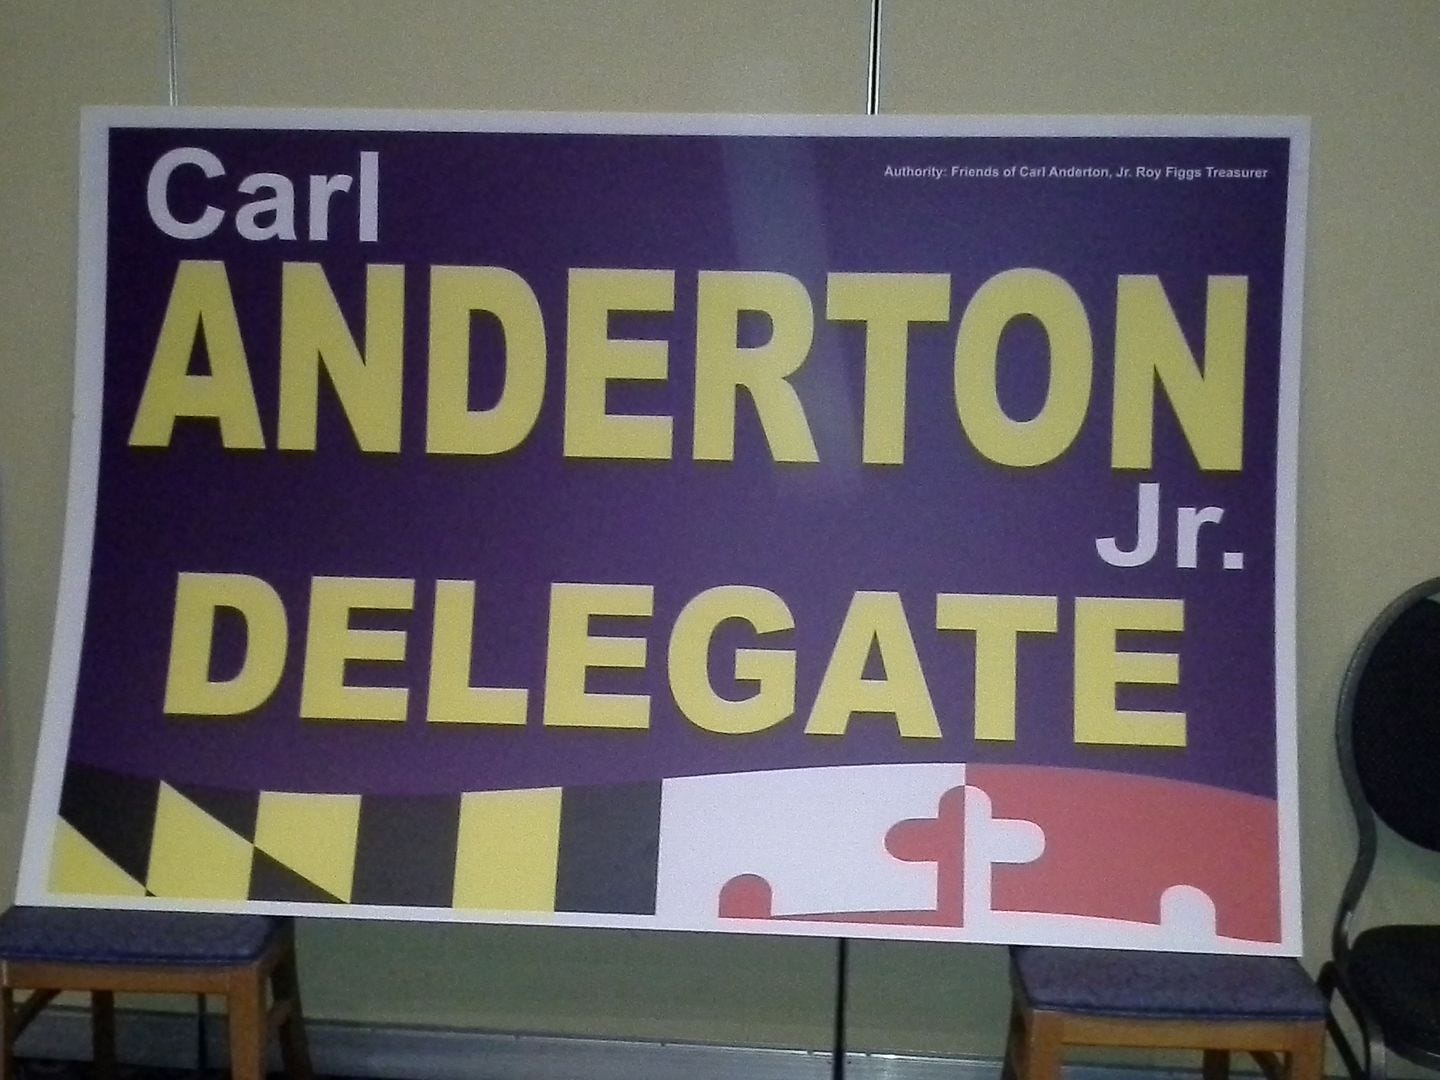 Authority: Friends of Carl Anderton, Jr. Roy Figgs Treasurer
Carl
ANDERTON
Jr.
DELEGATE